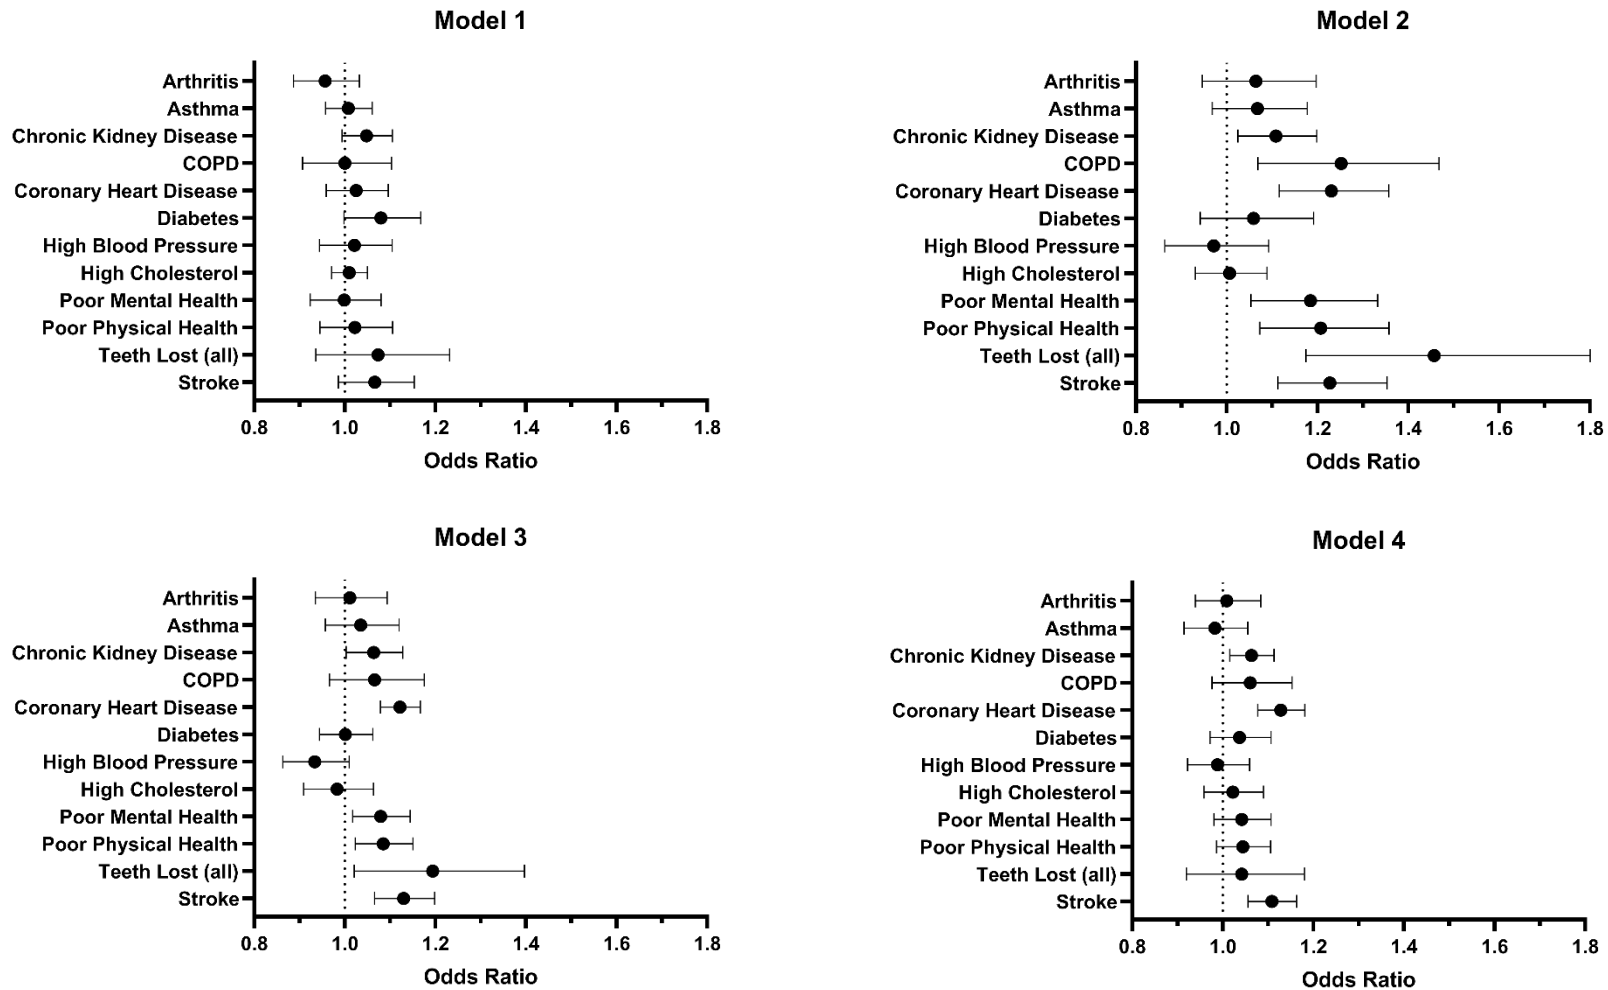 Model 1
Arthritis
Asthma
Chronic Kidney Disease
COPD
Coronary Heart Disease
Diabetes
High Blood Pressure
High Cholesterol
Poor Mental Health
Poor Physical Health
Teeth Lost (all)
Stroke
0.8 1.0 1.2 1.4 1.6 1.8
Odds Ratio
Model 2
Arthritis
Asthma
Chronic Kidney Disease
COPD
Coronary Heart Disease
Diabetes
High Blood Pressure
High Cholesterol
Poor Mental Health
Poor Physical Health
Teeth Lost (all)
Stroke
0.8 1.0 1.2 1.4 1.6 1.8
Odds Ratio
Model 3
Arthritis
Asthma
Chronic Kidney Disease
COPD
Coronary Heart Disease
Diabetes
High Blood Pressure
High Cholesterol
Poor Mental Health
Poor Physical Health
Teeth Lost (all)
Stroke
0.8 1.0 1.2 1.4 1.6 1.8
Odds Ratio
Model 4
Arthritis
Asthma
Chronic Kidney Disease
COPD
Coronary Heart Disease
Diabetes
High Blood Pressure
High Cholesterol
Poor Mental Health
Poor Physical Health
Teeth Lost (all)
Stroke
0.8 1.0 1.2 1.4 1.6 1.8
Odds Ratio